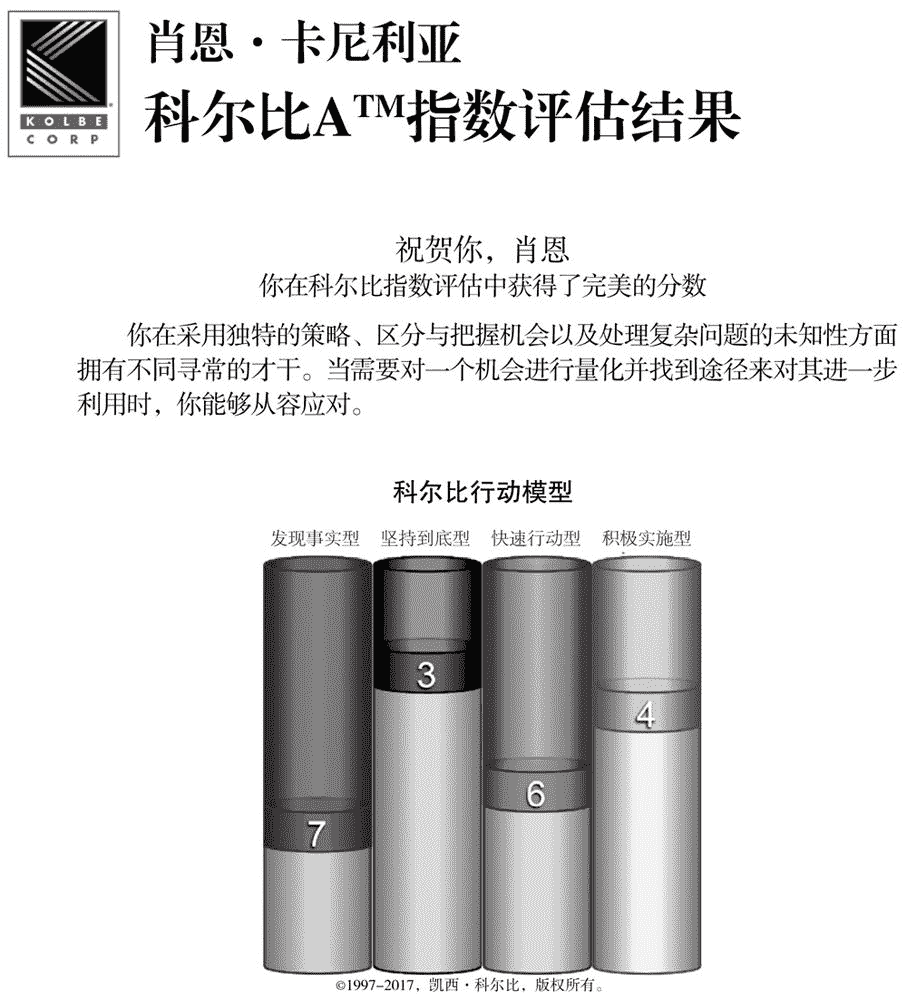 肖恩·卡尼利亚
科尔比A™指数评估结果
KOLBE
CORP
祝贺你，肖恩
你在科尔比指数评估中获得了完美的分数
你在采用独特的策略、区分与把握机会以及处理复杂问题的未知性方面
拥有不同寻常的才干。当需要对一个机会进行量化并找到途径来对其进一步
利用时，你能够从容应对。
科尔比行动模型
发现事实型 坚持到底型 快速行动型 积极实施型
3
4
6
7
©1997-2017，凯西·科尔比，版权所有。